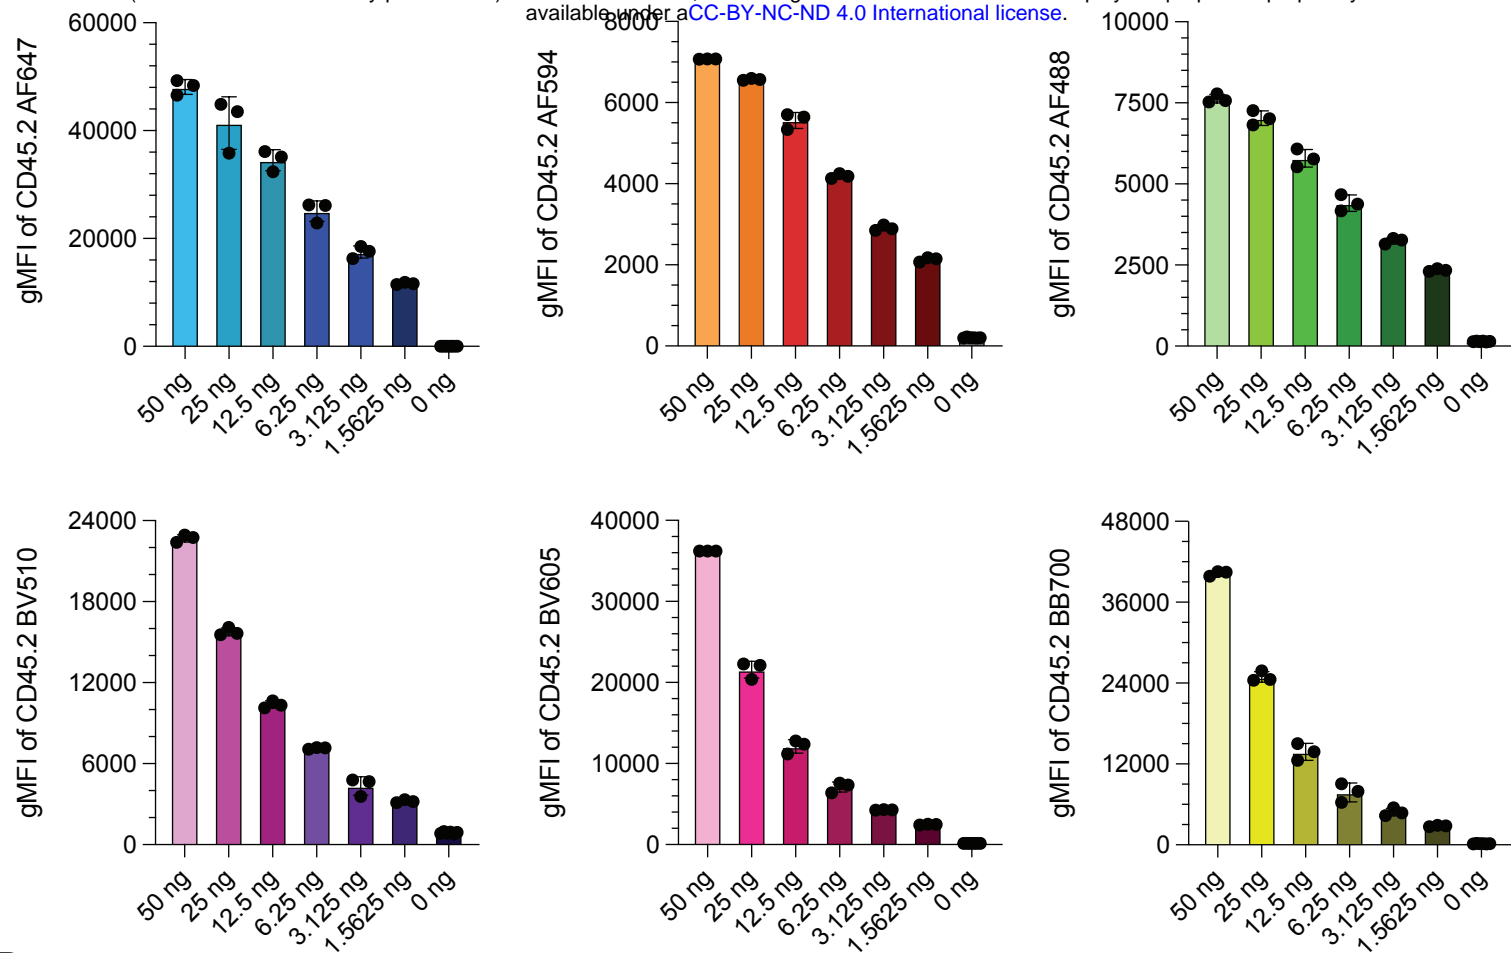 available under aCC-BY-NC-ND 4.0 International license.
gMFI of CD45.2 AF647
60000
40000
20000
0
50 ng
25 ng
12.5 ng
6.25 ng
3.125 ng
1.5625 ng
0 ng
gMFI of CD45.2 AF594
8000
6000
4000
2000
0
50 ng
25 ng
12.5 ng
6.25 ng
3.125 ng
1.5625 ng
0 ng
gMFI of CD45.2 AF488
10000
7500
5000
2500
0
50 ng
25 ng
12.5 ng
6.25 ng
3.125 ng
1.5625 ng
0 ng
gMFI of CD45.2 BV510
24000
18000
12000
6000
0
50 ng
25 ng
12.5 ng
6.25 ng
3.125 ng
1.5625 ng
0 ng
gMFI of CD45.2 BV605
40000
30000
20000
10000
0
50 ng
25 ng
12.5 ng
6.25 ng
3.125 ng
1.5625 ng
0 ng
gMFI of CD45.2 BB700
48000
36000
24000
12000
0
50 ng
25 ng
12.5 ng
6.25 ng
3.125 ng
1.5625 ng
0 ng